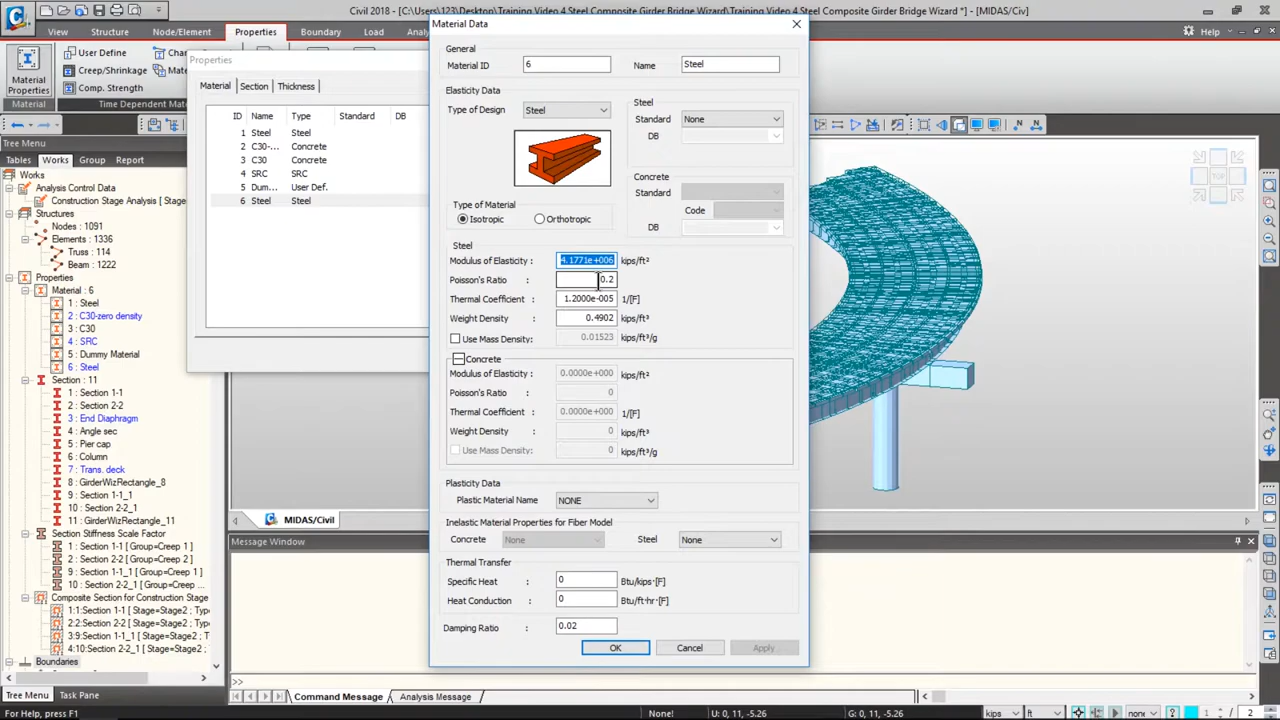 Civil 2018 - [C:\Users\123\Desktop\Training Video 4 Steel Composite Girder Bridge Wizard *] - [MIDAS/Civ]
View Structure Node/Element Properties Boundary Load
Help
Material Properties
Material
User Define
Creep/Shrinkage
Comp. Strength
Time Dependent
Tree Menu
Tables Works Group Report
Works
Analysis Control Data
Construction Stage Analysis [
Structures
Nodes : 1091
Elements : 1336
Truss : 114
Beam : 1222
Properties
Material : 6
1 : Steel
2 : C30-zero density
3 : C30
4 : SRC
5 : Dummy Material
6 : Steel
Section : 11
1 : Section 1-1
2 : Section 2-2
3 : End Diaphragm
4 : Angle sec
5 : Pier cap
6 : Column
7 : Trans. deck
8 : GirderWizRectangle_8
9 : Section 1-1_1
10 : Section 2-2_1
11 : GirderWizRectangle_11
Section Stiffness Scale Factor
1 : Section 1-1 [ Group=Creep 1 ]
2 : Section 2-2 [ Group=Creep 2 ]
9 : Section 1-1_1 [ Group=Creep 1 ]
10 : Section 2-2_1 [ Group=Creep ...
Composite Section for Construction Stage
1:1:Section 1-1 [ Stage=Stage2 ; Type
2:2:Section 2-2 [ Stage=Stage2 ; Typ
3:9:Section 1-1_1 [ Stage=Stage2 ; T
4:10:Section 2-2_1 [ Stage=Stage2 ;
Boundaries
Tree Menu Task Pane
For Help, press F1
Properties
Material Section Thickness
ID Name Type Standard DB
1 Steel Steel
2 C30-... Concrete
3 C30 Concrete
4 SRC SRC
5 Dum... User Def.
6 Steel Steel
Material Data
General
Material ID 6 Name Steel
Elasticity Data
Type of Design Steel
Steel
Standard None
DB
Concrete
Standard
Code
DB
Type of Material
Isotropic Orthotropic
Steel
Modulus of Elasticity : 4.1771e+006 kips/ft²
Poisson's Ratio : 0.2
Thermal Coefficient : 1.2000e-005 1/[F]
Weight Density : 0.4902 kips/ft³
Use Mass Density: 0.01523 kips/ft³/g
Concrete
Modulus of Elasticity : 0.0000e+000 kips/ft²
Poisson's Ratio : 0
Thermal Coefficient : 0.0000e+000 1/[F]
Weight Density : 0 kips/ft³
Use Mass Density: 0 kips/ft³/g
Plasticity Data
Plastic Material Name NONE
Inelastic Material Properties for Fiber Model
Concrete None Steel None
Thermal Transfer
Specific Heat : 0 Btu/kips·[F]
Heat Conduction : 0 Btu/ft·hr·[F]
Damping Ratio : 0.02
OK Cancel Apply
TOP
MIDAS/Civil
Message Window
>>
Command Message Analysis Message
None! U: 0, 11, -5.26 G: 0, 11, -5.26 kips ft none 1 / 2